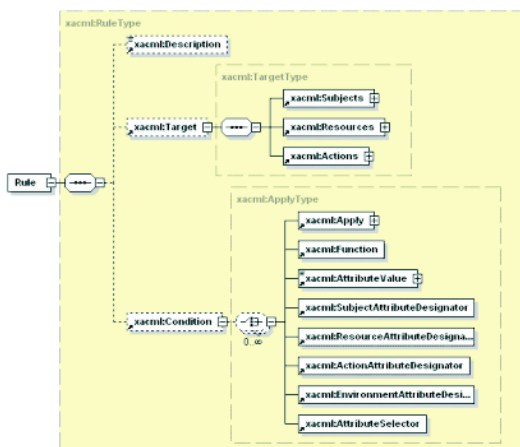 xacml:RuleType
xacml:Description
xacml:TargetType
xacml:Subjects
xacml:Target
xacml:Resources
xacml:Actions
Rule
xacml:ApplyType
xacml:Apply
xacml:Function
xacml:AttributeValue
xacml:SubjectAttributeDesignator
xacml:Condition
0..∞
xacml:ResourceAttributeDesigna...
xacml:ActionAttributeDesignator
xacml:EnvironmentAttributeDesi...
xacml:AttributeSelector